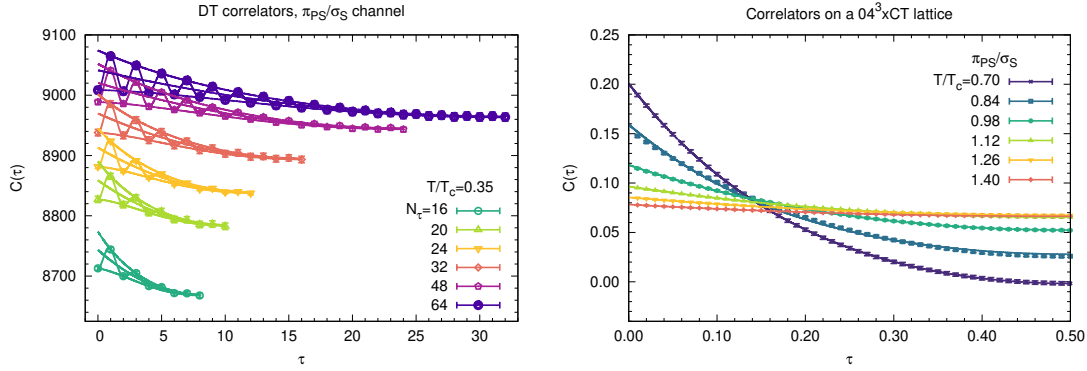 DT correlators, π_PS/σ_S channel
C(τ)
9100
9000
8900
8800
8700
T/T_c=0.35
N_τ=16
20
24
32
48
64
0 5 10 15 20 25 30
τ
Correlators on a 04³xCT lattice
C(τ)
0.25
0.20
0.15
0.10
0.05
0.00
π_PS/σ_S
T/T_c=0.70
0.84
0.98
1.12
1.26
1.40
0.00 0.10 0.20 0.30 0.40 0.50
τ